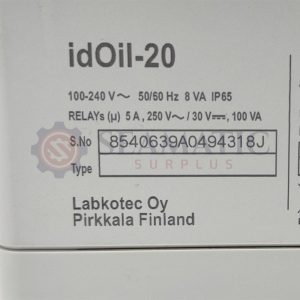 idOil-20
100-240 V~ 50/60 Hz 8 VA IP65
RELAYs (µ) 5 A, 250 V~ / 30 V⎓, 100 VA
S.No 8540639A0494318J
SEAMATIC
SURPLUS
Type
Labkotec Oy
Pirkkala Finland